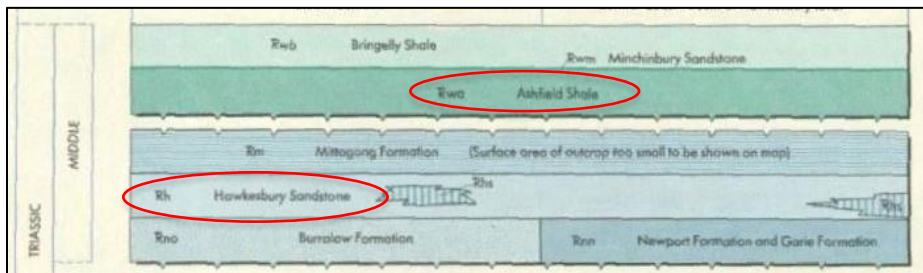 Rwb Bringelly Shale
Rwm Minchinbury Sandstone
Rwa Ashfield Shale
Rm Mittagong Formation (Surface area of outcrop too small to be shown on map)
Rh Hawkesbury Sandstone Rhs Rhs
Rno Burralow Formation Rnn Newport Formation and Garie Formation
MIDDLE
TRIASSIC